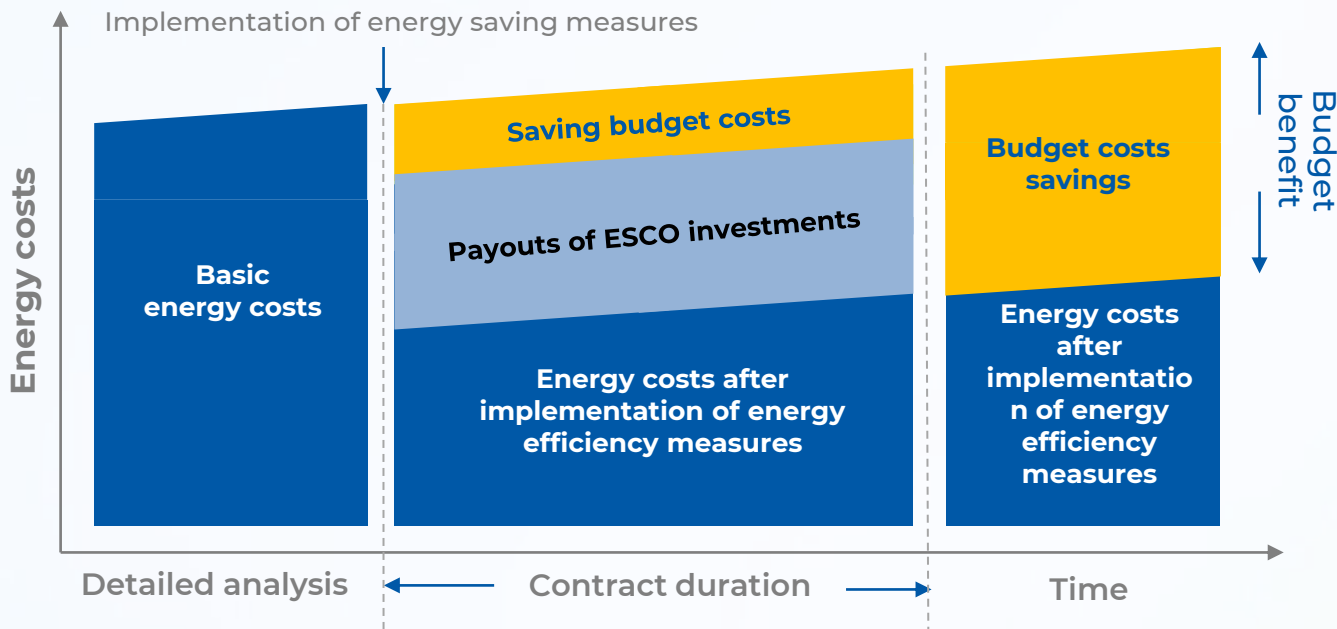 Implementation of energy saving measures
Energy costs
Basic
energy costs
Saving budget costs
Payouts of ESCO investments
Energy costs after
implementation of energy
efficiency measures
Budget costs
savings
Energy costs
after
implementatio
n of energy
efficiency
measures
Budget
benefit
Detailed analysis
Contract duration
Time